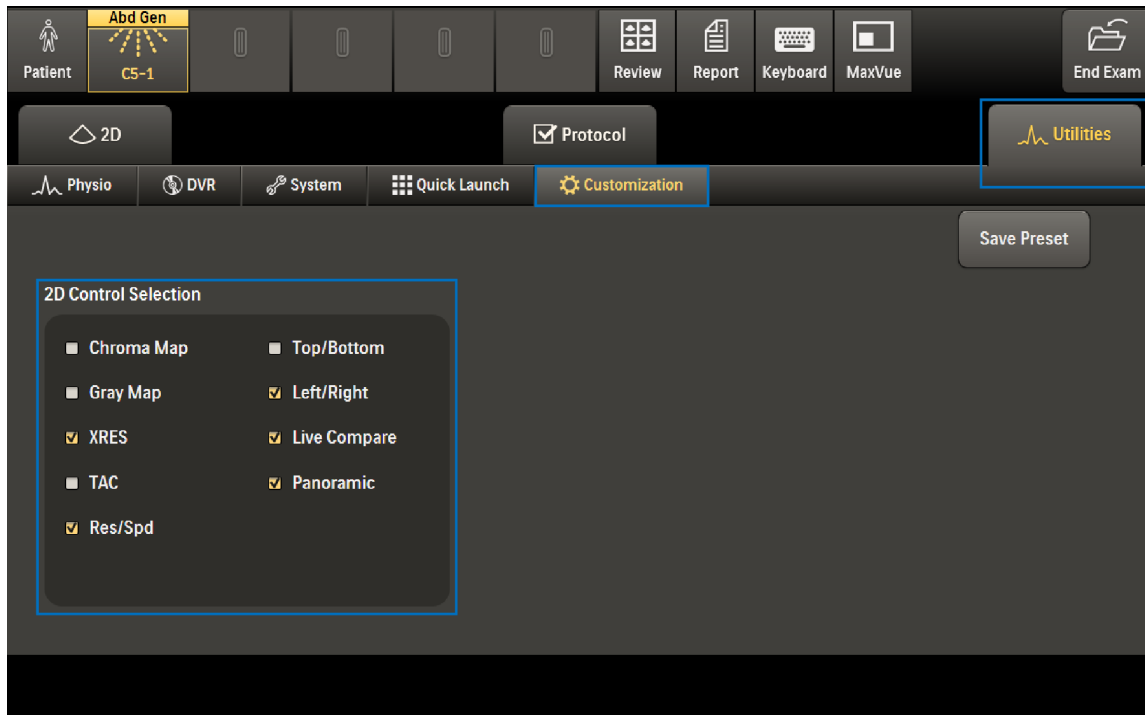 Abd Gen
Patient
C5-1
Review
Report
Keyboard
MaxVue
End Exam
2D
Protocol
Utilities
Physio
DVR
System
Quick Launch
Customization
Save Preset
2D Control Selection
Chroma Map
Top/Bottom
Gray Map
Left/Right
XRES
Live Compare
TAC
Panoramic
Res/Spd